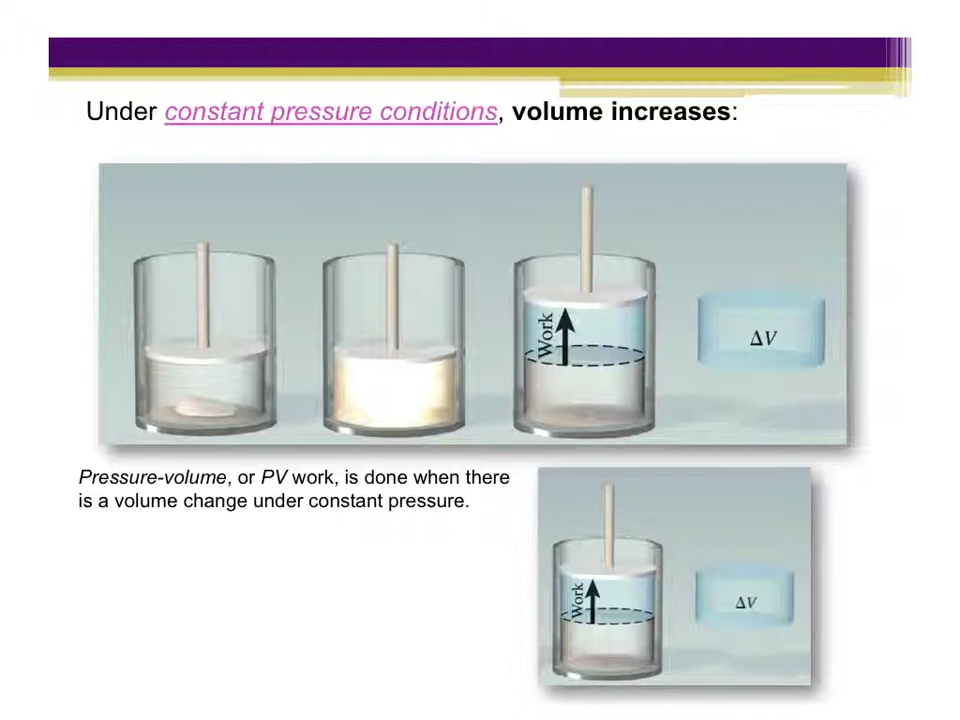 Under constant pressure conditions, volume increases:
Work
ΔV
Pressure-volume, or PV work, is done when there
is a volume change under constant pressure.
Work
ΔV